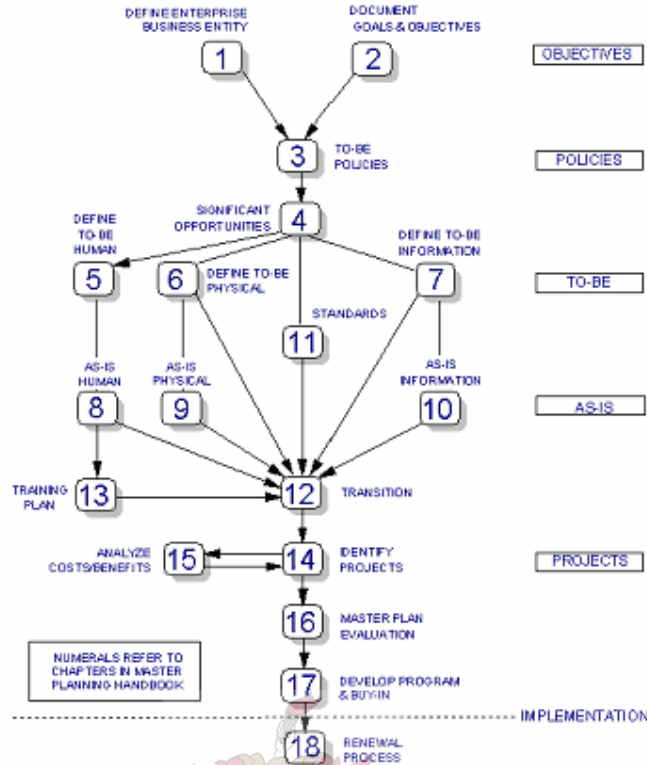 DEFINE ENTERPRISE
BUSINESS ENTITY
DOCUMENT
GOALS & OBJECTIVES
1
2
OBJECTIVES
3
TO-BE
POLICIES
POLICIES
SIGNIFICANT
OPPORTUNITIES
4
DEFINE
TO-BE
HUMAN
DEFINE TO-BE
INFORMATION
5
6
DEFINE TO-BE
PHYSICAL
7
TO-BE
STANDARDS
11
AS-IS
HUMAN
AS-IS
PHYSICAL
AS-IS
INFORMATION
8
9
10
AS-IS
TRAINING
PLAN
13
12
TRANSITION
ANALYZE
COSTS/BENEFITS
15
14
IDENTIFY
PROJECTS
PROJECTS
16
MASTER PLAN
EVALUATION
NUMERALS REFER TO
CHAPTERS IN MASTER
PLANNING HANDBOOK
17
DEVELOP PROGRAM
& BUY-IN
IMPLEMENTATION
18
RENEWAL
PROCESS